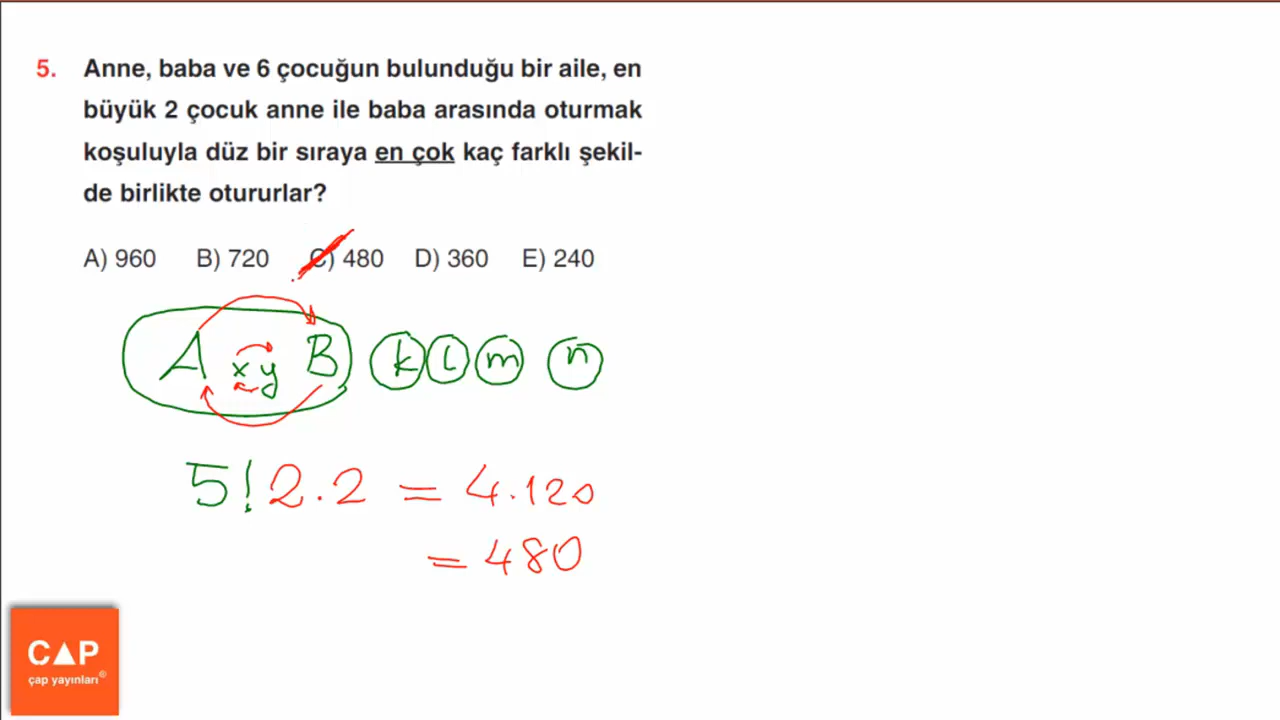 5. Anne, baba ve 6 çocuğun bulunduğu bir aile, en
büyük 2 çocuk anne ile baba arasında oturmak
koşuluyla düz bir sıraya en çok kaç farklı şekil-
de birlikte otururlar?
A) 960 B) 720 C) 480 D) 360 E) 240
A x y B k l m n
5! 2.2 = 4.120
= 480
ÇAP
çap yayınları®